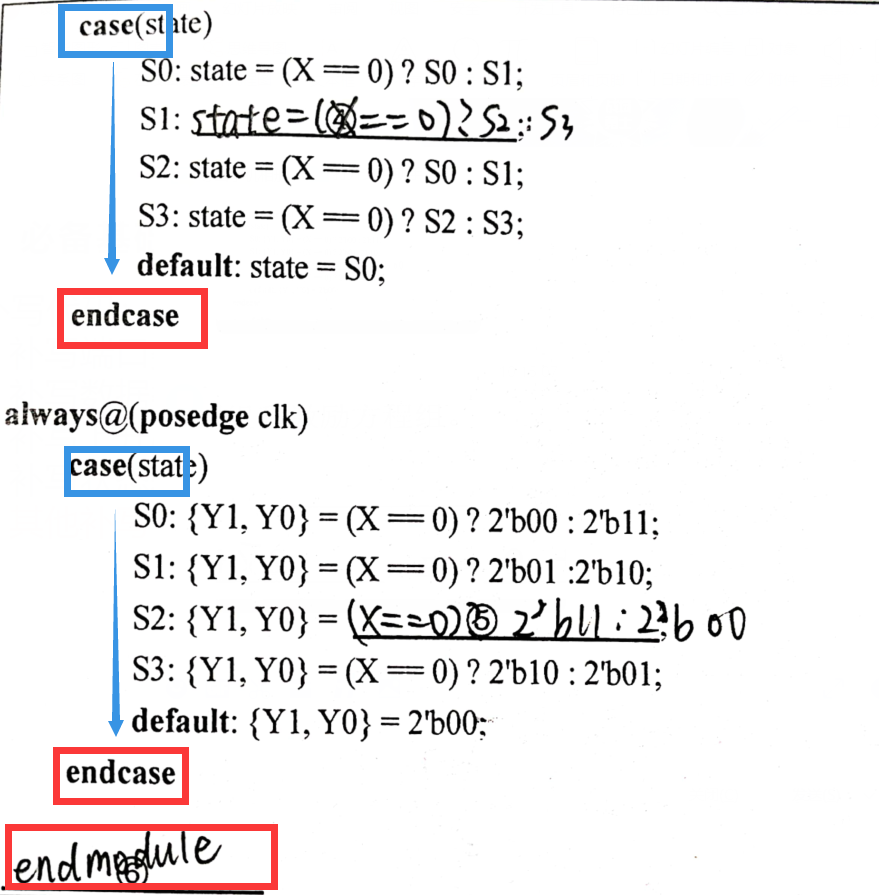 case(state)
S0: state = (X == 0) ? S0 : S1;
S1: state=(X==0)?S2:S3
S2: state = (X == 0) ? S0 : S1;
S3: state = (X == 0) ? S2 : S3;
default: state = S0;
endcase
always@(posedge clk)
case(state)
S0: {Y1, Y0} = (X == 0) ? 2'b00 : 2'b11;
S1: {Y1, Y0} = (X == 0) ? 2'b01 :2'b10;
S2: {Y1, Y0} = (X==0)⑤ 2'b11 : 2'b00
S3: {Y1, Y0} = (X == 0) ? 2'b10 : 2'b01;
default: {Y1, Y0} = 2'b00;
endcase
endmodule